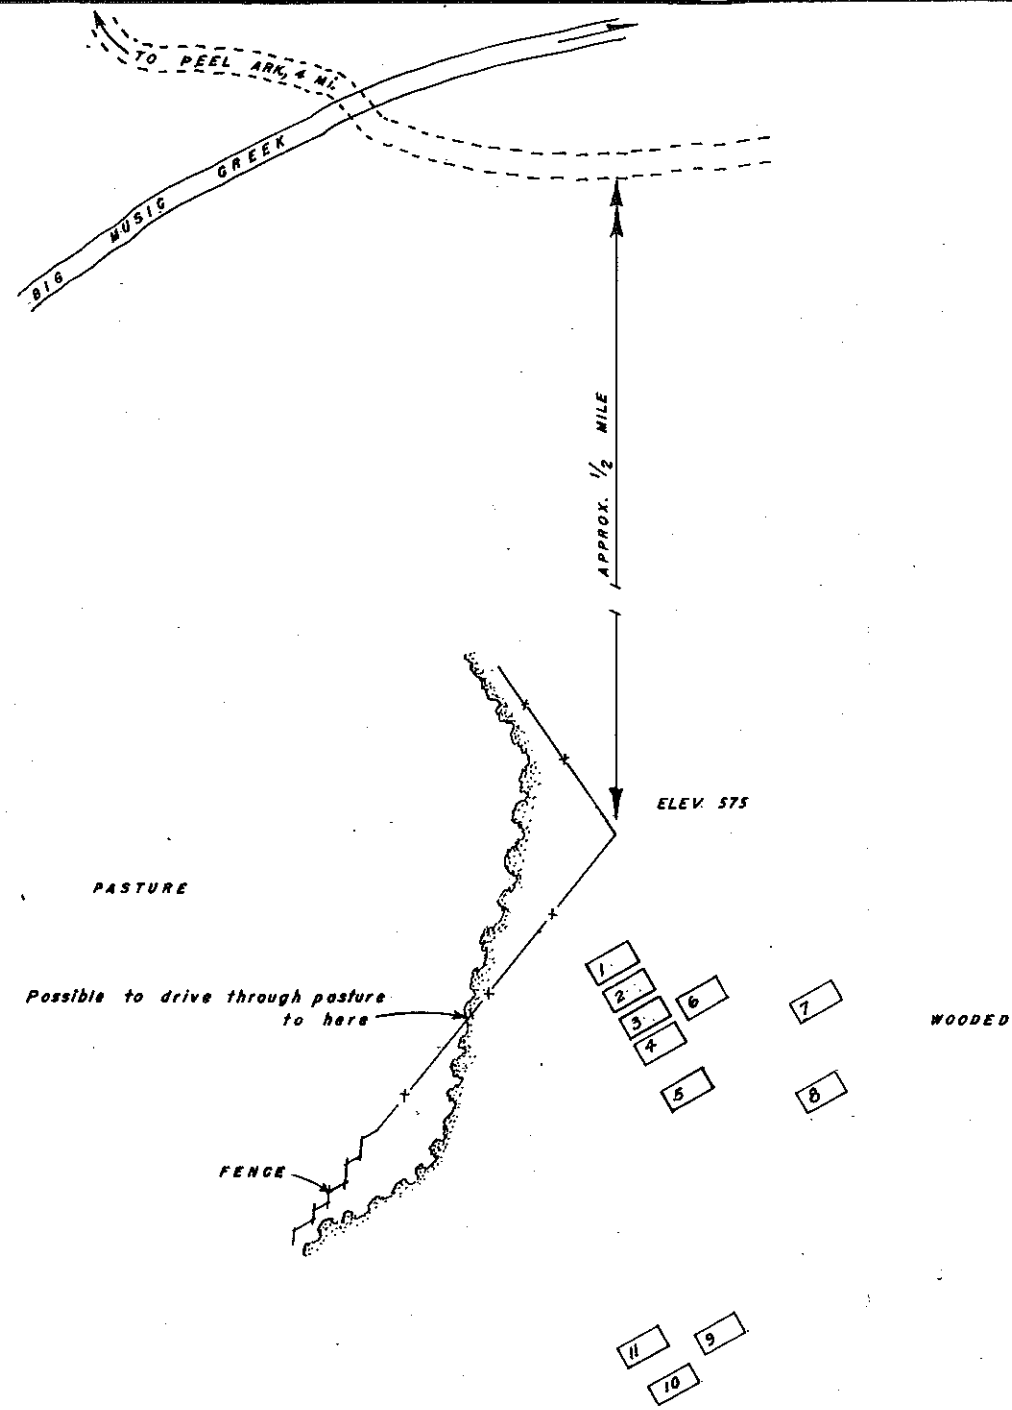 TO PEEL ARK, 4 MI.
BIG MUSIC CREEK
APPROX. 1/2 MILE
ELEV. 575
PASTURE
1
2
3
4
5
6
7
8
Possible to drive through pasture
to here
WOODED
FENCE
11
9
10